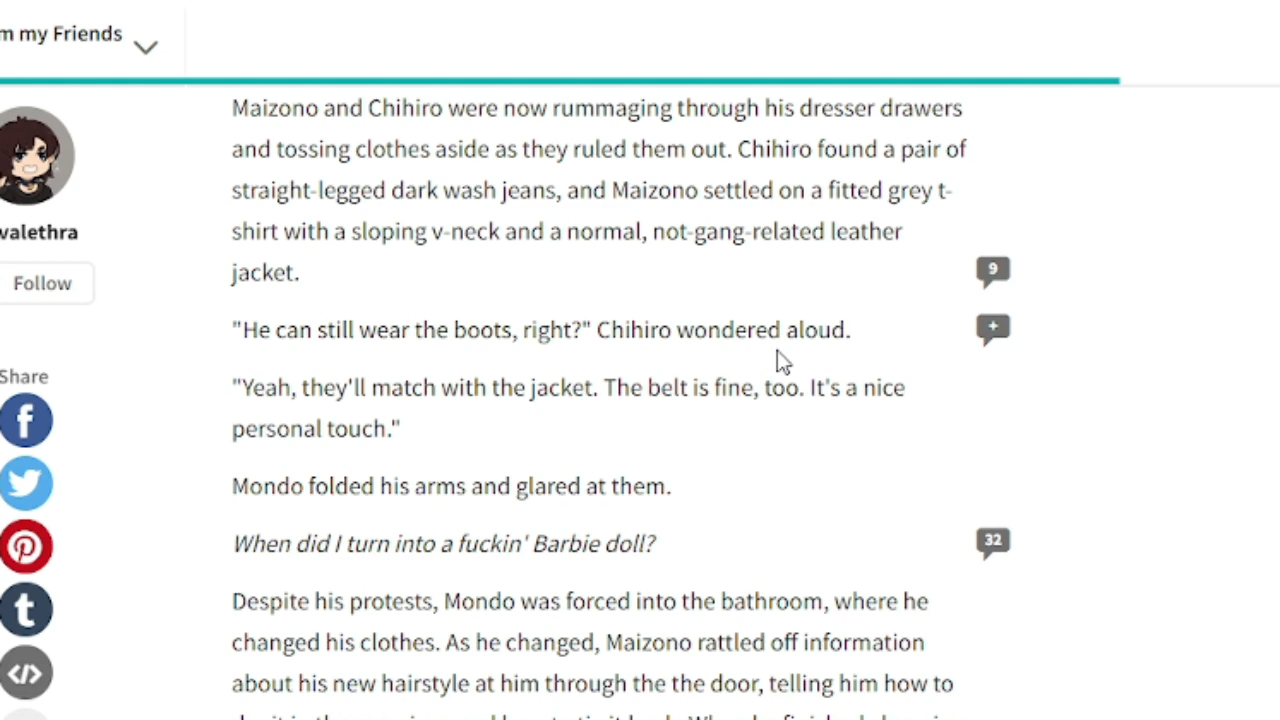 m my Friends
Maizono and Chihiro were now rummaging through his dresser drawers
and tossing clothes aside as they ruled them out. Chihiro found a pair of
straight-legged dark wash jeans, and Maizono settled on a fitted grey t-
shirt with a sloping v-neck and a normal, not-gang-related leather
jacket.
9
valethra
Follow
"He can still wear the boots, right?" Chihiro wondered aloud.
+
Share
"Yeah, they'll match with the jacket. The belt is fine, too. It's a nice
personal touch."
Mondo folded his arms and glared at them.
When did I turn into a fuckin' Barbie doll?
32
Despite his protests, Mondo was forced into the bathroom, where he
changed his clothes. As he changed, Maizono rattled off information
about his new hairstyle at him through the the door, telling him how to